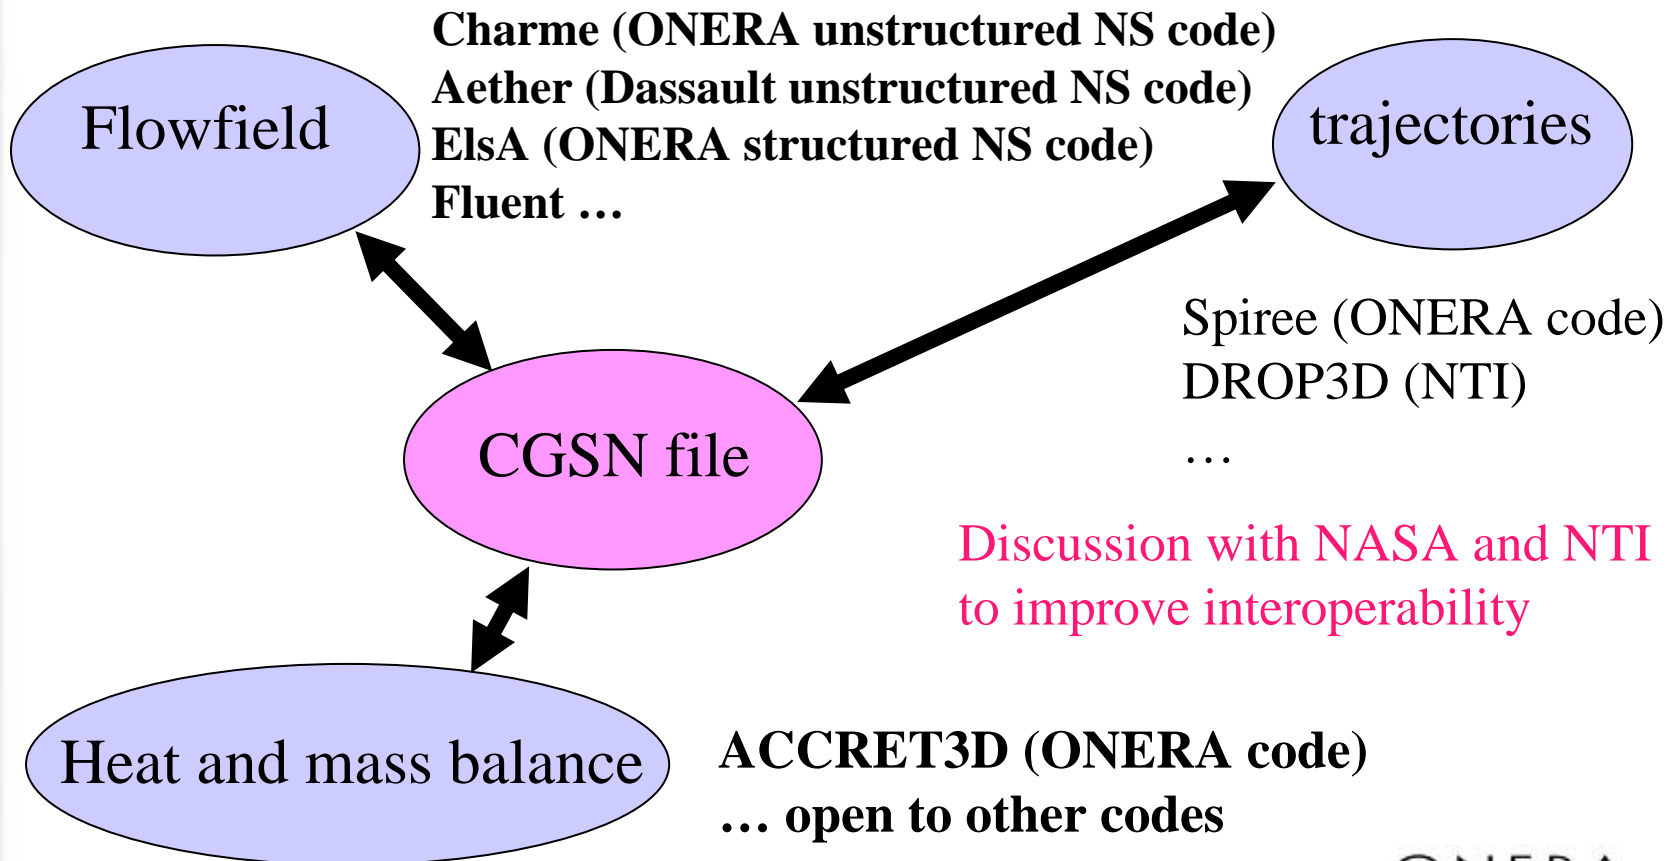 Charme (ONERA unstructured NS code)
Aether (Dassault unstructured NS code)
ElsA (ONERA structured NS code)
Fluent …
Flowfield
trajectories
Spiree (ONERA code)
DROP3D (NTI)
…
CGSN file
Discussion with NASA and NTI
to improve interoperability
Heat and mass balance
ACCRET3D (ONERA code)
… open to other codes
ONERA